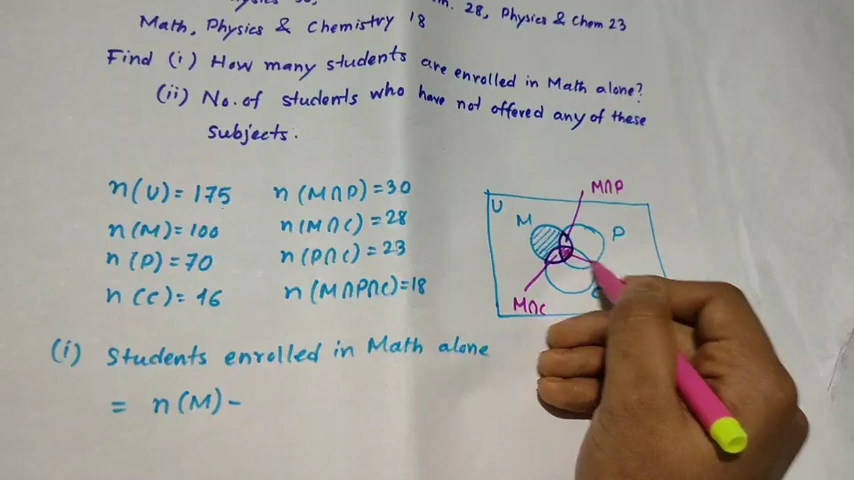 28, Physics & Chem 23
Math, Physics & Chemistry 18
Find (i) How many students are enrolled in Math alone?
(ii) No. of students who have not offered any of these
subjects.
n(U) = 175 n(M∩P) = 30
n(M) = 100 n(M∩C) = 28
n(P) = 70 n(P∩C) = 23
n(C) = 16 n(M∩P∩C) = 18
M∩P
U
M
P
C
M∩C
(i) Students enrolled in Math alone
= n(M) -